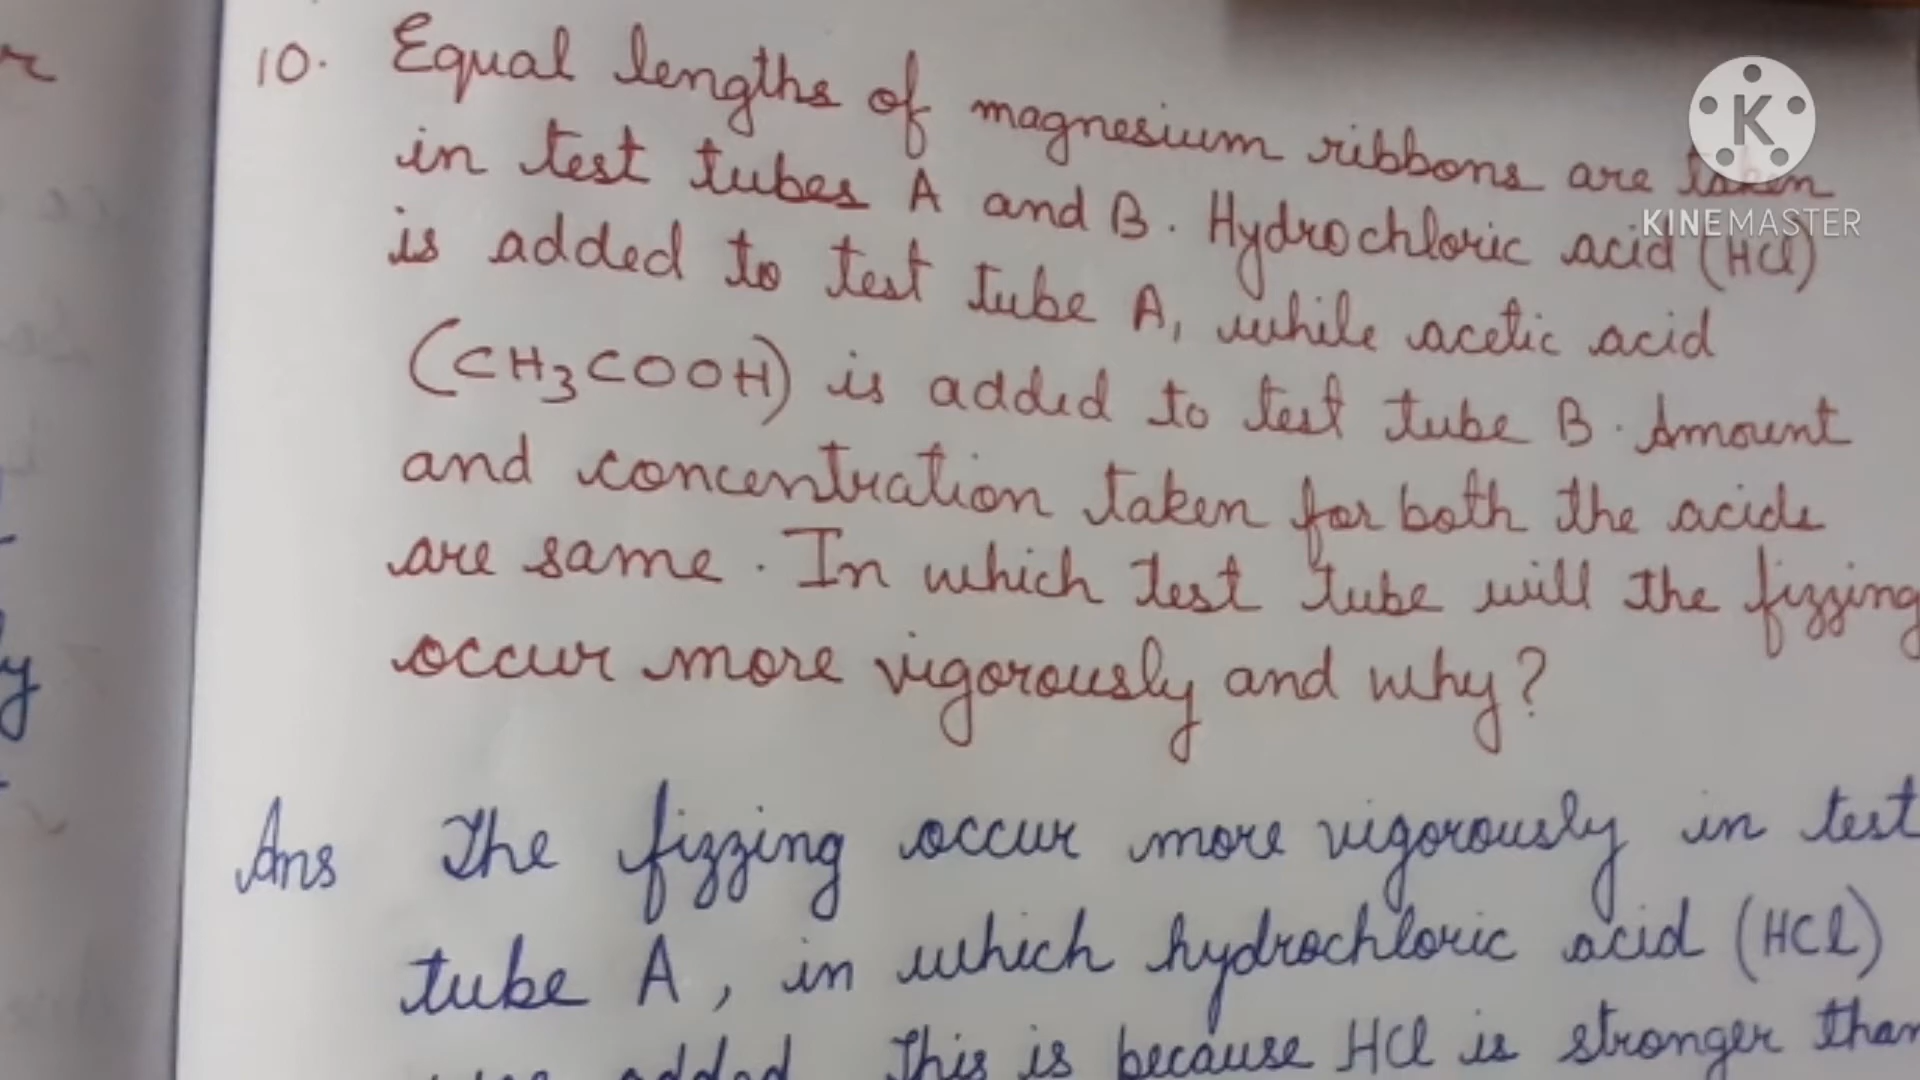 10. Equal lengths of magnesium ribbons are taken
in test tubes A and B. Hydrochloric acid (HCl)
is added to test tube A, while acetic acid
(CH3COOH) is added to test tube B. Amount
and concentration taken for both the acids
are same. In which test tube will the fizzing
occur more vigorously and why?
Ans The fizzing occur more vigorously in test
tube A, in which hydrochloric acid (HCl)
added. This is because HCl is stronger than
K
KINEMASTER